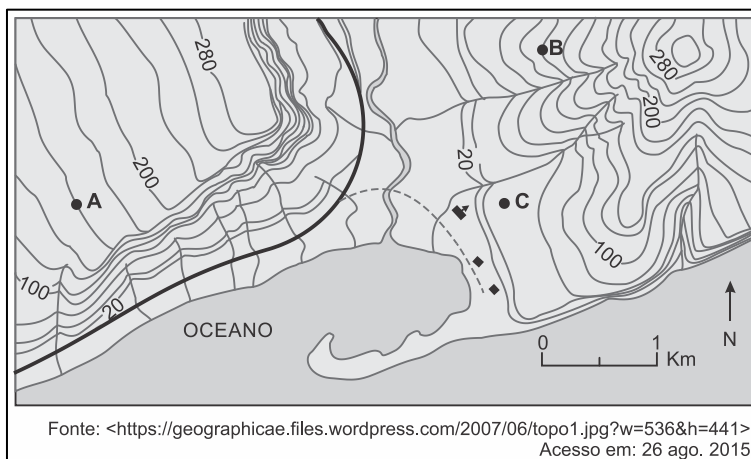 280
B
280
200
20
200
A
C
100
100
20
OCEANO
N
0 1
Km
Fonte: <https://geographicae.files.wordpress.com/2007/06/topo1.jpg?w=536&h=441>
Acesso em: 26 ago. 2015